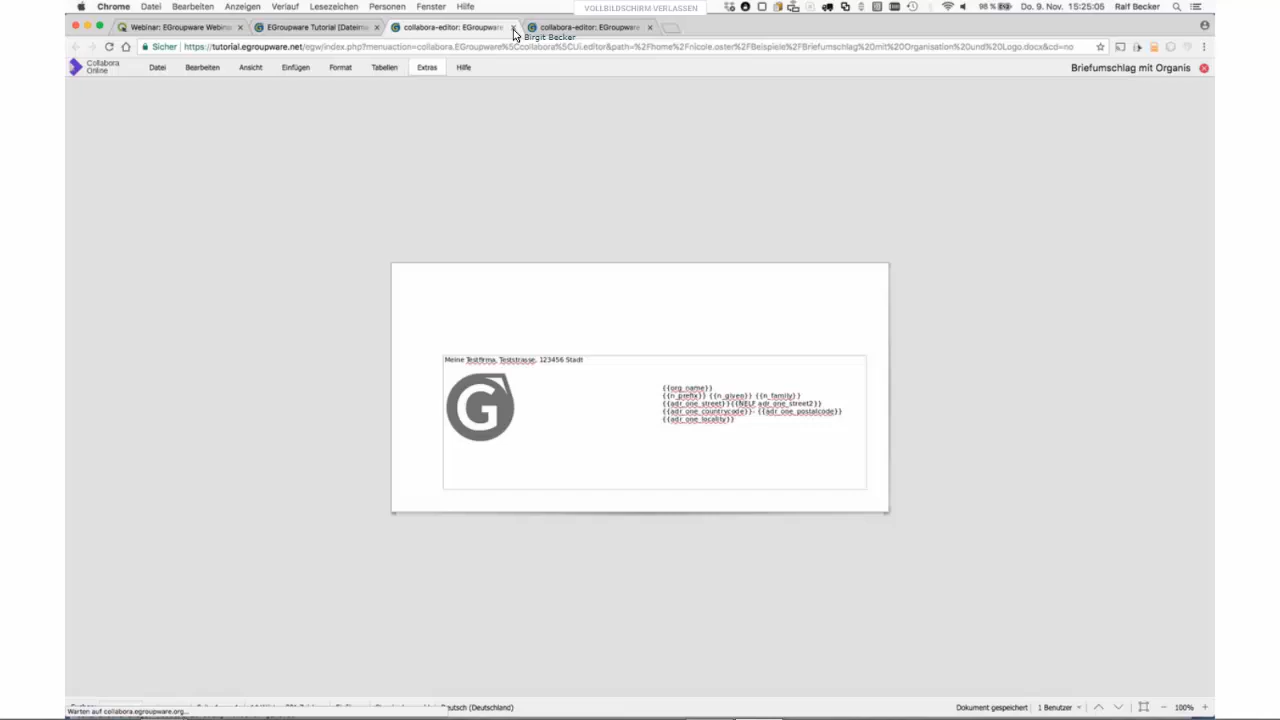 Chrome Datei Bearbeiten Anzeigen Verlauf Lesezeichen Personen Fenster Hilfe VOLLBILDSCHIRM VERLASSEN 98 % Do. 9. Nov. 15:25:05 Ralf Becker
Webinar: EGroupware Webin EGroupware Tutorial [Dateim collabora-editor: EGroupware collabora-editor: EGroupware
Birgit Becker
Sicher https://tutorial.egroupware.net/egw/index.php?menuaction=collabora.EGroupware%5Ccollabora%5CUi.editor&path=%2Fhome%2Fnicole.oster%2FBeispiele%2FBriefumschlag%20mit%20Organisation%20und%20Logo.docx&cd=no
Collabora Online Datei Bearbeiten Ansicht Einfügen Format Tabellen Extras Hilfe Briefumschlag mit Organis
Meine Testfirma, Teststrasse, 123456 Stadt
G
{{org_name}}
{{n_prefix}} {{n_given}} {{n_family}}
{{adr_one_street}}{{NELF adr_one_street2}}
{{adr_one_countrycode}}- {{adr_one_postalcode}}
{{adr_one_locality}}
Deutsch (Deutschland) Dokument gespeichert 1 Benutzer 100%
Warten auf collabora.egroupware.org...